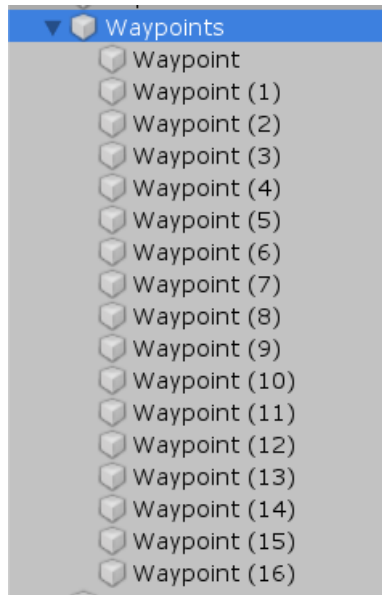 Waypoints
Waypoint
Waypoint (1)
Waypoint (2)
Waypoint (3)
Waypoint (4)
Waypoint (5)
Waypoint (6)
Waypoint (7)
Waypoint (8)
Waypoint (9)
Waypoint (10)
Waypoint (11)
Waypoint (12)
Waypoint (13)
Waypoint (14)
Waypoint (15)
Waypoint (16)